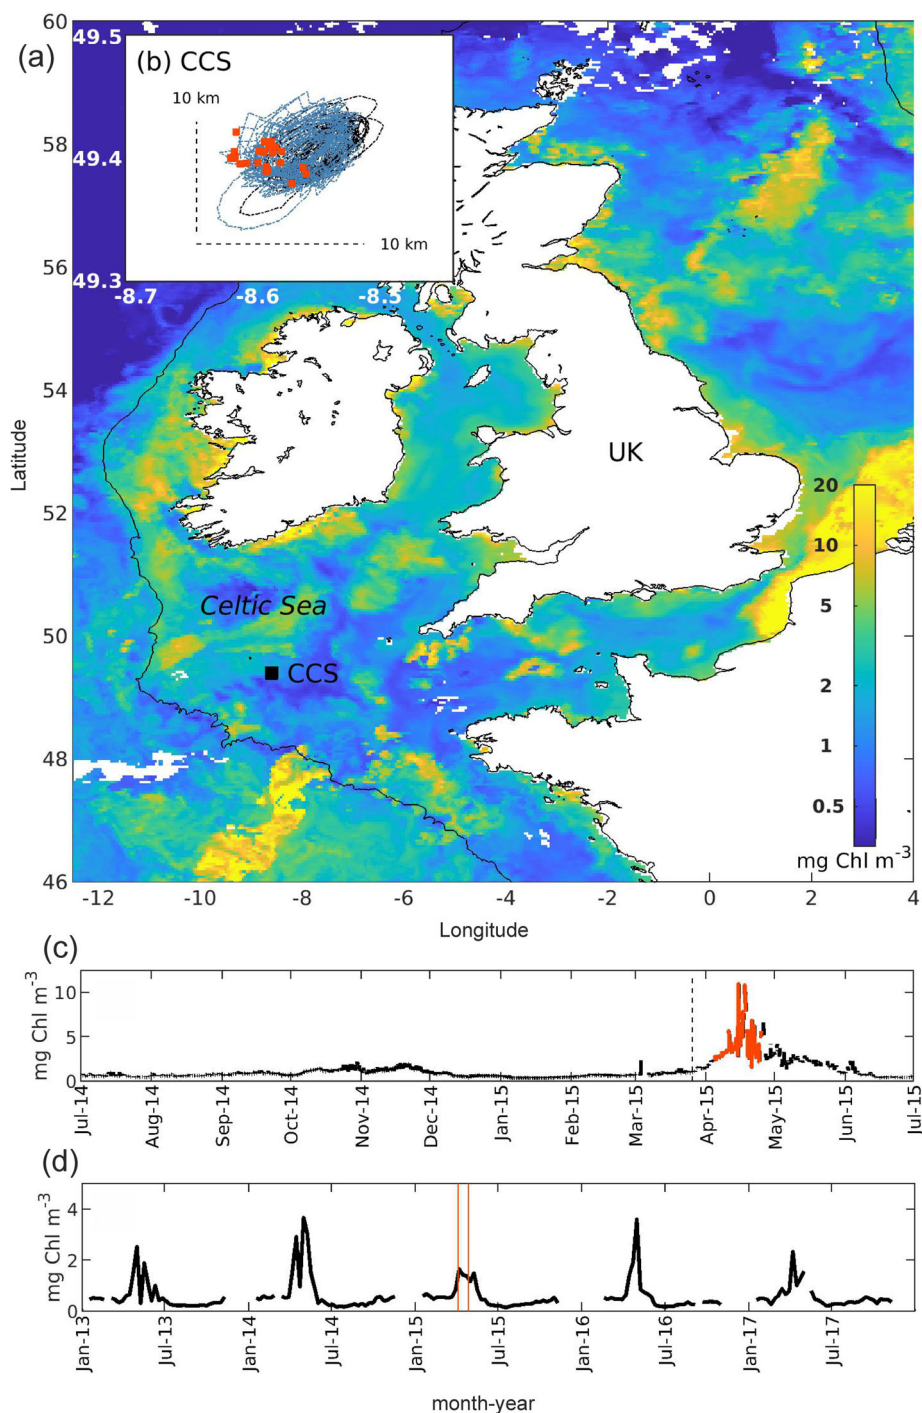 (a)
60
58
56
54
52
50
48
46
Latitude
49.5
49.4
49.3
(b) CCS
10 km
10 km
-8.7 -8.6 -8.5
UK
Celtic Sea
CCS
20
10
5
2
1
0.5
mg Chl m-3
-12 -10 -8 -6 -4 -2 0 2 4
Longitude
(c)
mg Chl m-3
10
5
0
Jul-14 Aug-14 Sep-14 Oct-14 Nov-14 Dec-14 Jan-15 Feb-15 Mar-15 Apr-15 May-15 Jun-15 Jul-15
(d)
mg Chl m-3
4
2
0
Jan-13 Jul-13 Jan-14 Jul-14 Jan-15 Jul-15 Jan-16 Jul-16 Jan-17 Jul-17
month-year